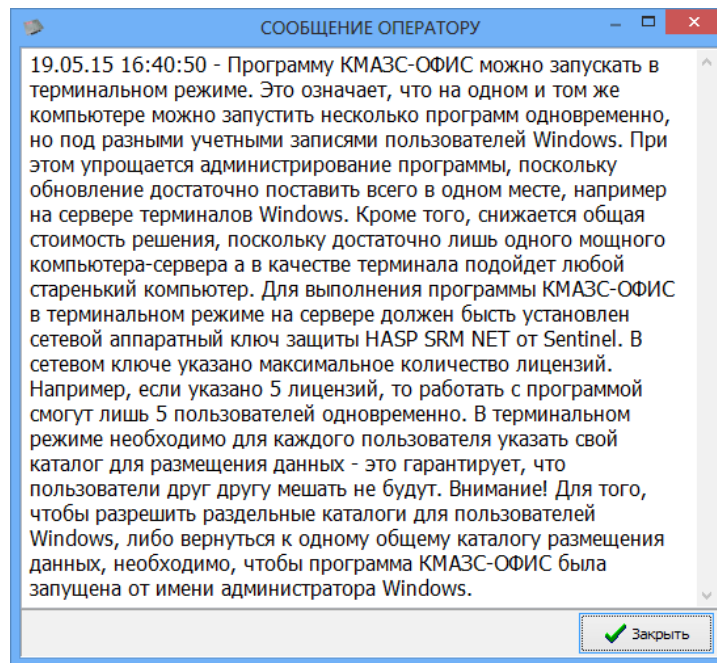 СООБЩЕНИЕ ОПЕРАТОРУ
19.05.15 16:40:50 - Программу КМАЗС-ОФИС можно запускать в
терминальном режиме. Это означает, что на одном и том же
компьютере можно запустить несколько программ одновременно,
но под разными учетными записями пользователей Windows. При
этом упрощается администрирование программы, поскольку
обновление достаточно поставить всего в одном месте, например
на сервере терминалов Windows. Кроме того, снижается общая
стоимость решения, поскольку достаточно лишь одного мощного
компьютера-сервера а в качестве терминала подойдет любой
старенький компьютер. Для выполнения программы КМАЗС-ОФИС
в терминальном режиме на сервере должен бысть установлен
сетевой аппаратный ключ защиты HASP SRM NET от Sentinel. В
сетевом ключе указано максимальное количество лицензий.
Например, если указано 5 лицензий, то работать с программой
смогут лишь 5 пользователей одновременно. В терминальном
режиме необходимо для каждого пользователя указать свой
каталог для размещения данных - это гарантирует, что
пользователи друг другу мешать не будут. Внимание! Для того,
чтобы разрешить раздельные каталоги для пользователей
Windows, либо вернуться к одному общему каталогу размещения
данных, необходимо, чтобы программа КМАЗС-ОФИС была
запущена от имени администратора Windows.
Закрыть